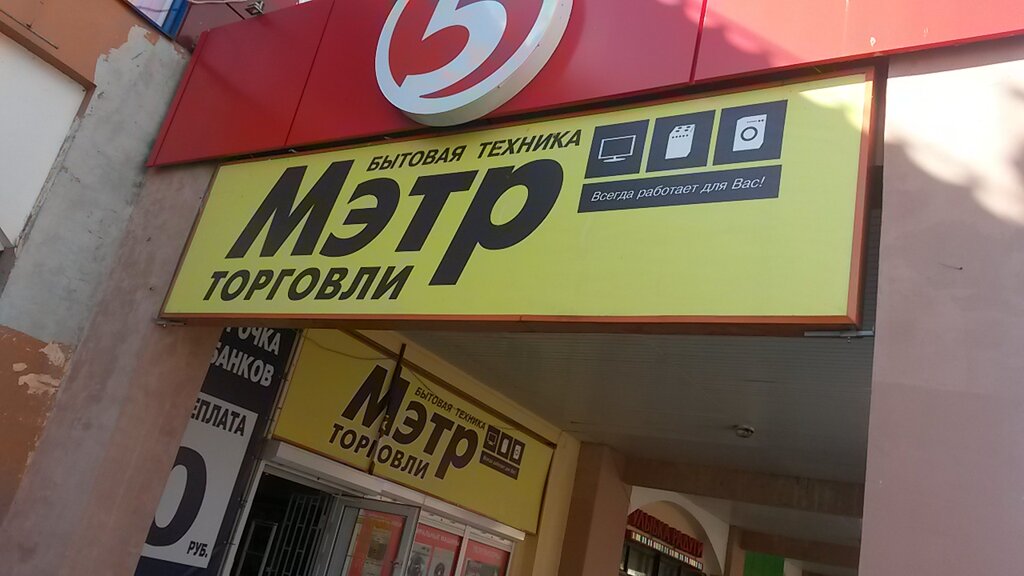 5
БЫТОВАЯ ТЕХНИКА
Мэтр
ТОРГОВЛИ
Всегда работает для Вас!
РОЧКА
БАНКОВ
ЕПЛАТА
0
РУБ.
БЫТОВАЯ ТЕХНИКА
Мэтр
ТОРГОВЛИ